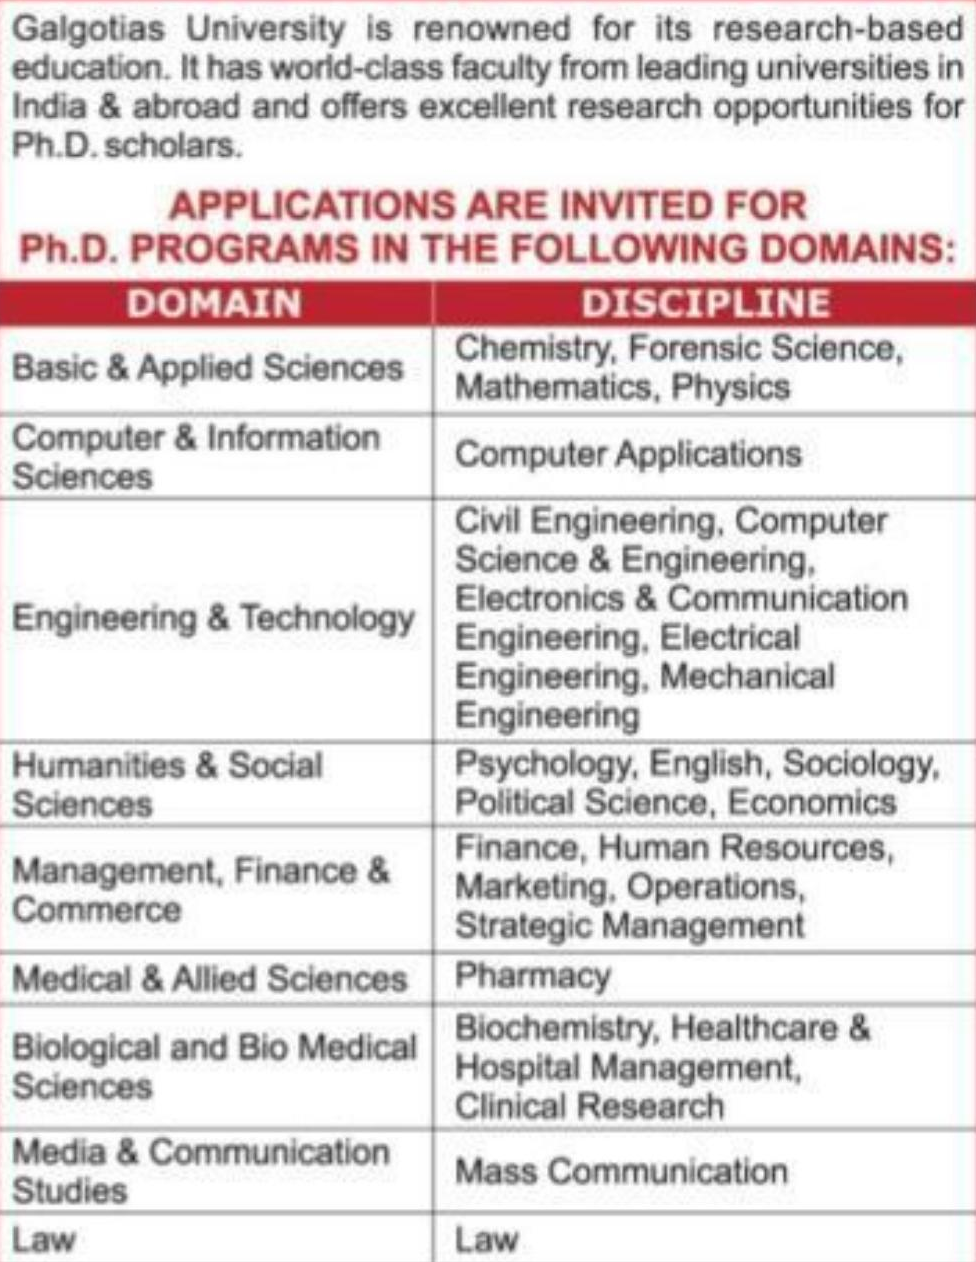 Galgotias University is renowned for its research-based
education. It has world-class faculty from leading universities in
India & abroad and offers excellent research opportunities for
Ph.D. scholars.
APPLICATIONS ARE INVITED FOR
Ph.D. PROGRAMS IN THE FOLLOWING DOMAINS:
DOMAIN DISCIPLINE
Basic & Applied Sciences
Chemistry, Forensic Science,
Mathematics, Physics
Computer & Information
Sciences
Computer Applications
Engineering & Technology
Civil Engineering, Computer
Science & Engineering,
Electronics & Communication
Engineering, Electrical
Engineering, Mechanical
Engineering
Humanities & Social
Sciences
Psychology, English, Sociology,
Political Science, Economics
Management, Finance &
Commerce
Finance, Human Resources,
Marketing, Operations,
Strategic Management
Medical & Allied Sciences
Pharmacy
Biological and Bio Medical
Sciences
Biochemistry, Healthcare &
Hospital Management,
Clinical Research
Media & Communication
Studies
Mass Communication
Law
Law